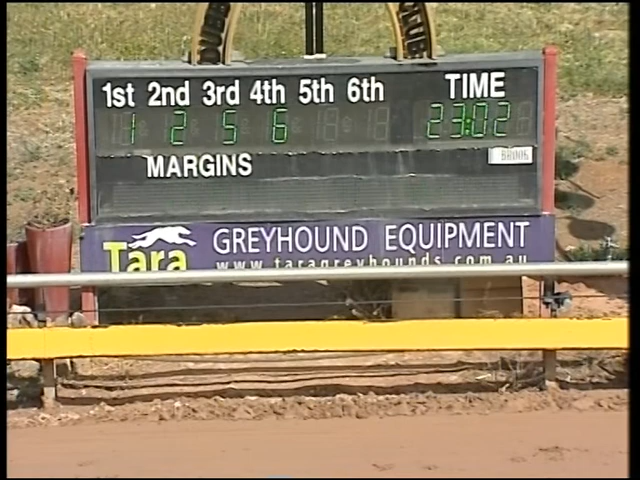 1st 2nd 3rd 4th 5th 6th TIME
1 2 5 6 23:02
MARGINS
Tara GREYHOUND EQUIPMENT
www.taragreyhounds.com.au